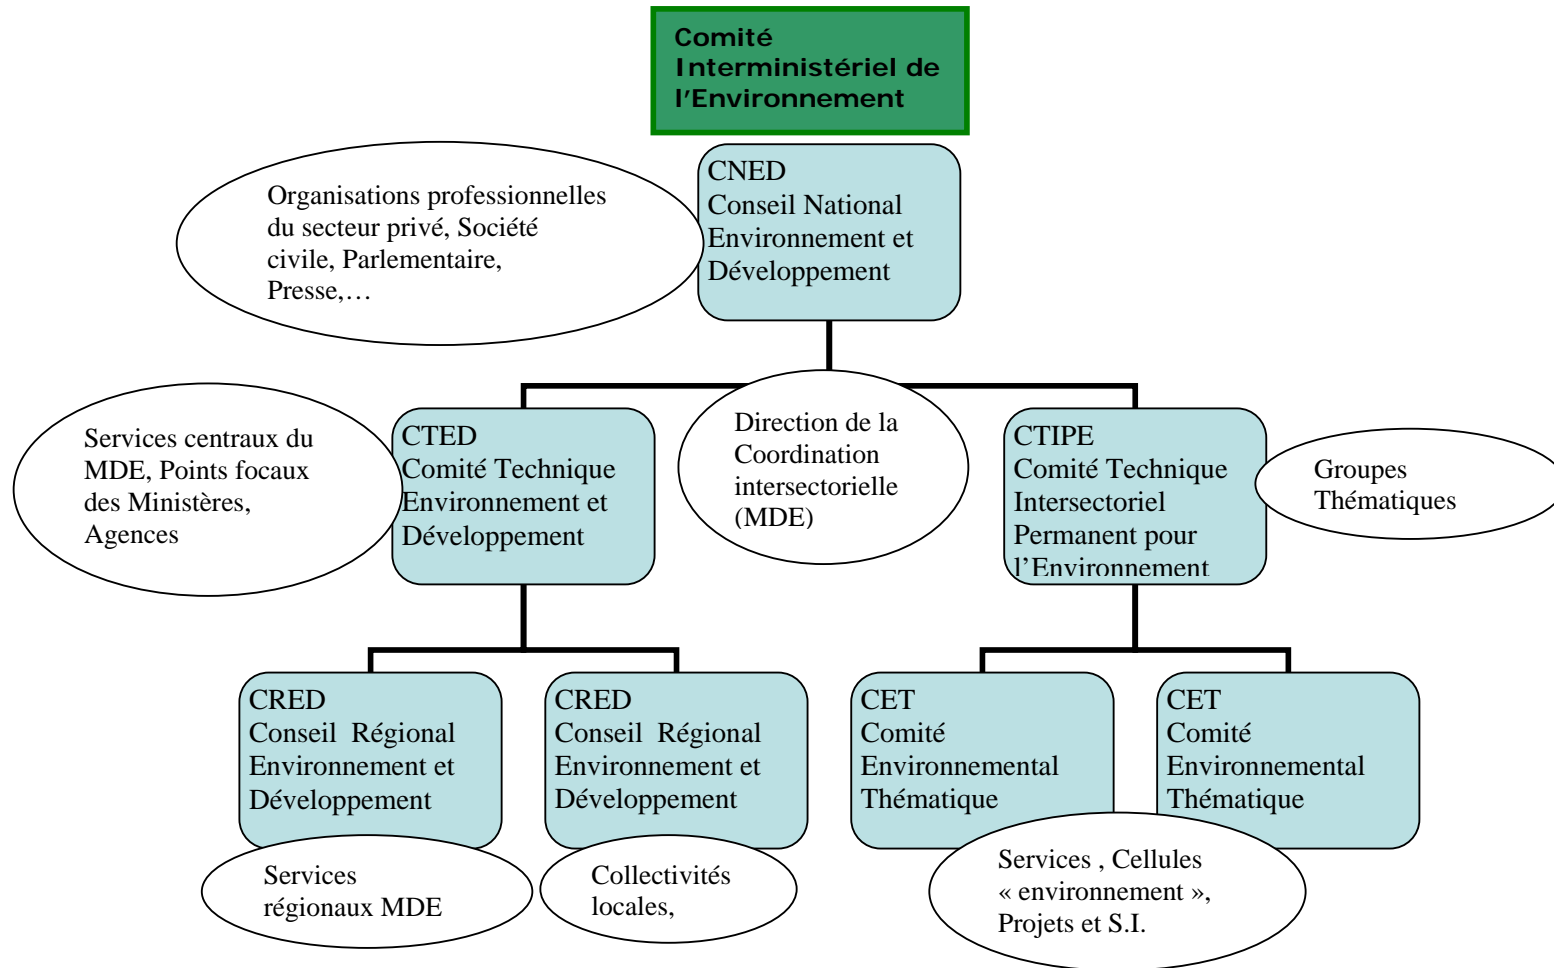 Comité
Interministériel de
l'Environnement
CNED
Conseil National
Environnement et
Développement
Organisations professionnelles
du secteur privé, Société
civile, Parlementaire,
Presse,…
Services centraux du
MDE, Points focaux
des Ministères,
Agences
CTED
Comité Technique
Environnement et
Développement
Direction de la
Coordination
intersectorielle
(MDE)
CTIPE
Comité Technique
Intersectoriel
Permanent pour
l'Environnement
Groupes
Thématiques
CRED
Conseil  Régional
Environnement et
Développement
CRED
Conseil  Régional
Environnement et
Développement
CET
Comité
Environnemental
Thématique
CET
Comité
Environnemental
Thématique
Services
régionaux MDE
Collectivités
locales,
Services , Cellules
« environnement »,
Projets et S.I.